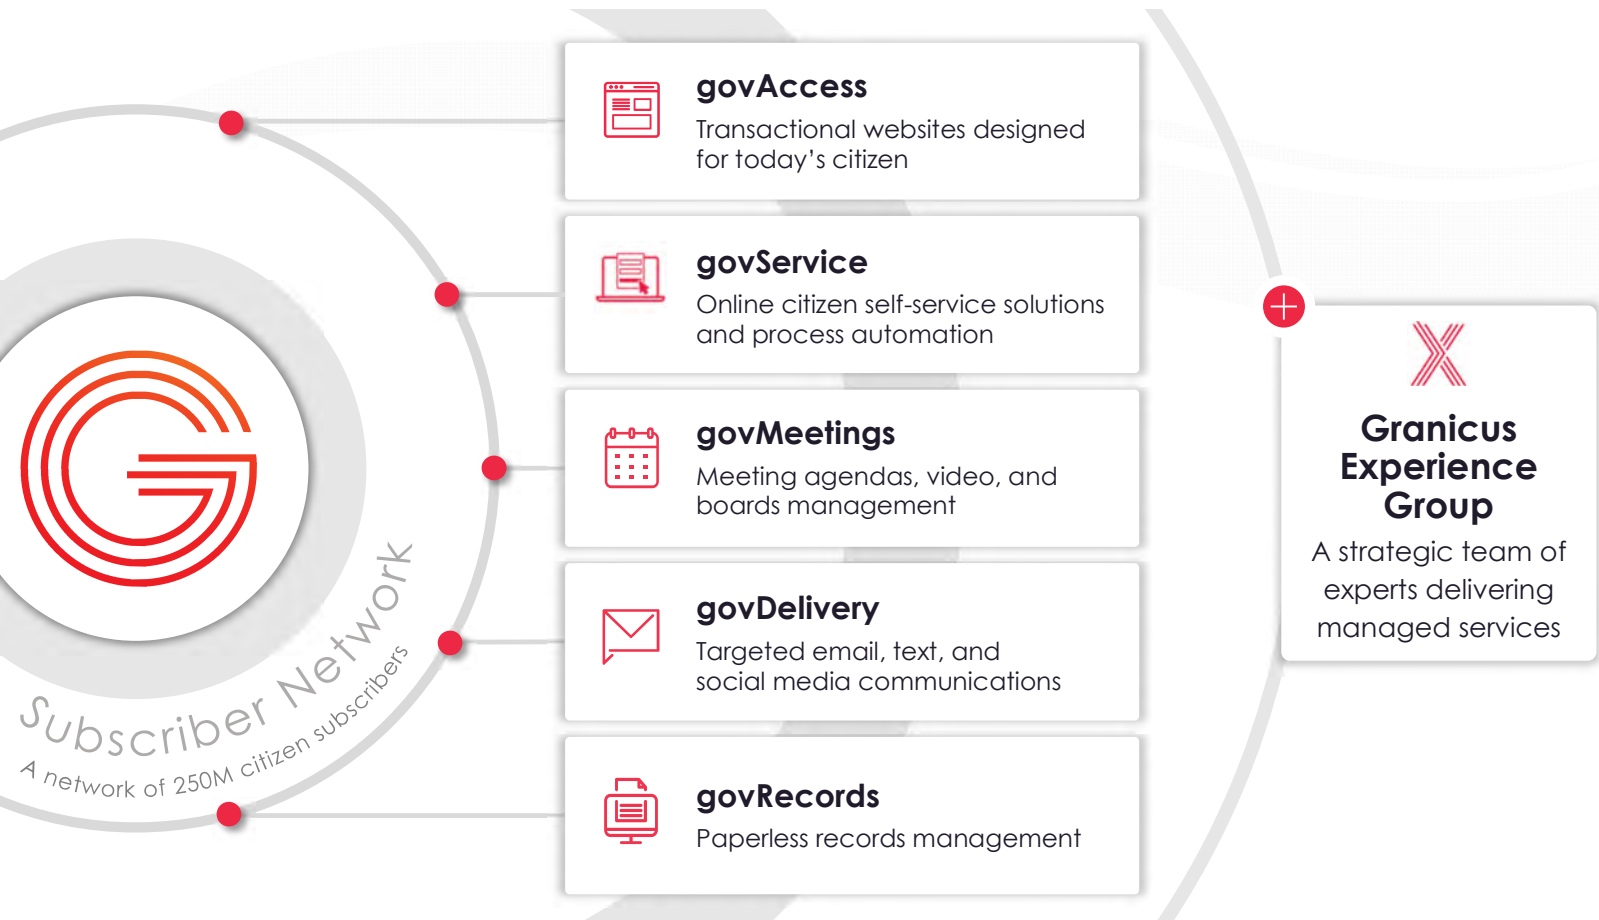 govAccess
Transactional websites designed
for today's citizen
govService
Online citizen self-service solutions
and process automation
govMeetings
Meeting agendas, video, and
boards management
govDelivery
Targeted email, text, and
social media communications
govRecords
Paperless records management
Subscriber Network
A network of 250M citizen subscribers
Granicus
Experience
Group
A strategic team of
experts delivering
managed services